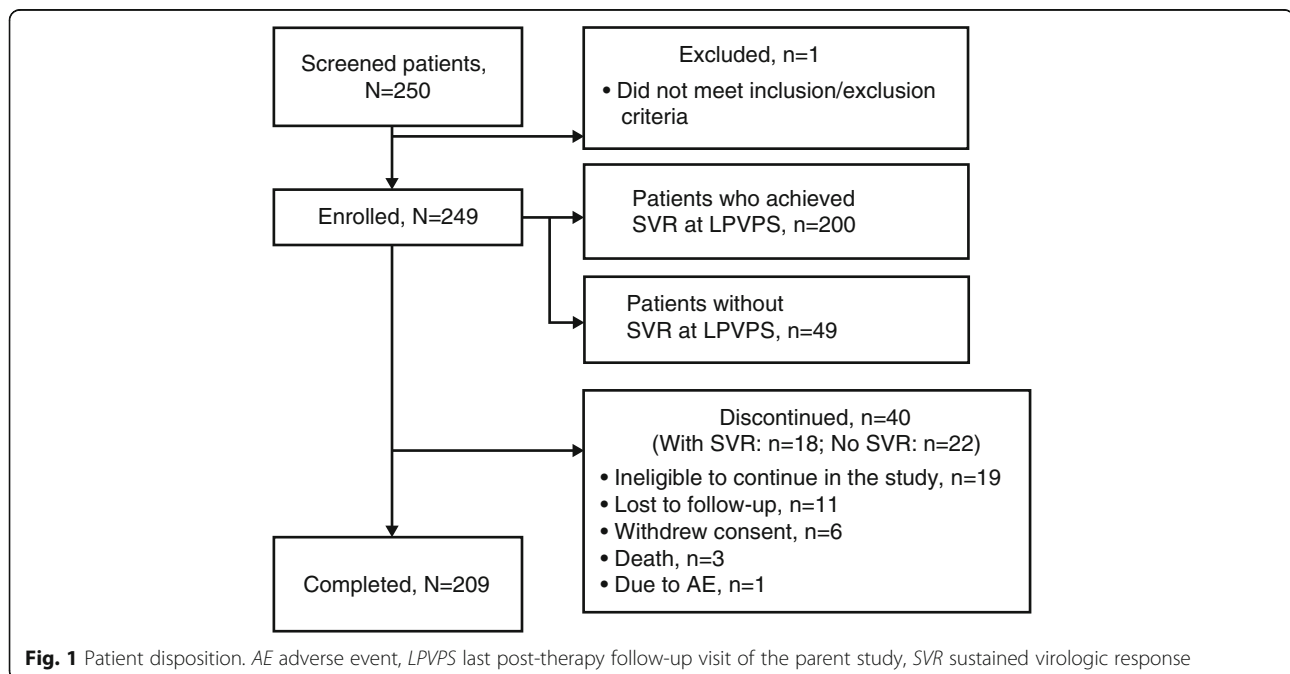 Screened patients,
N=250
Excluded, n=1
• Did not meet inclusion/exclusion
criteria
Enrolled, N=249
Patients who achieved
SVR at LPVPS, n=200
Patients without
SVR at LPVPS, n=49
Discontinued, n=40
(With SVR: n=18; No SVR: n=22)
• Ineligible to continue in the study, n=19
• Lost to follow-up, n=11
• Withdrew consent, n=6
• Death, n=3
• Due to AE, n=1
Completed, N=209
Fig. 1 Patient disposition. AE adverse event, LPVPS last post-therapy follow-up visit of the parent study, SVR sustained virologic response